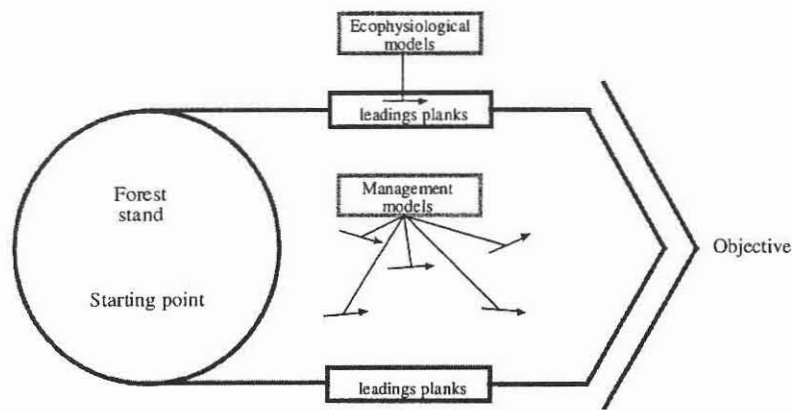 Ecophysiological
models
leadings planks
Forest
stand
Management
models
Objective
Starting point
leadings planks